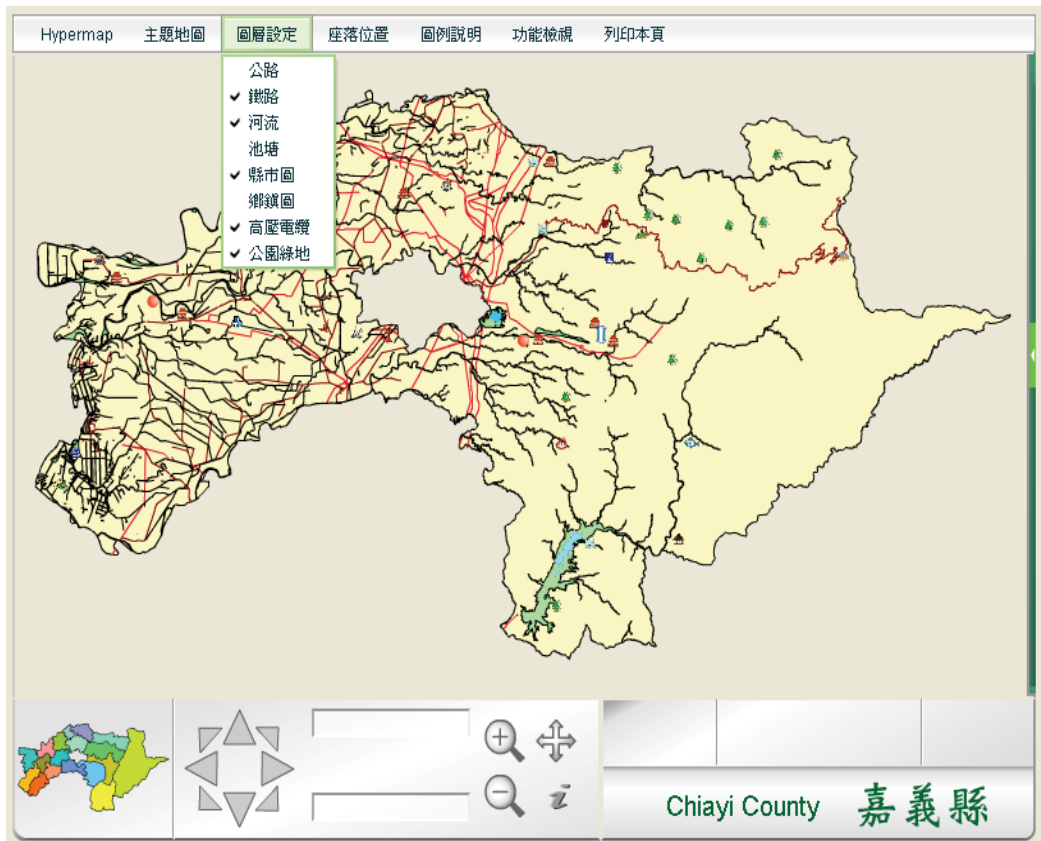 Hypermap 主題地圖 圖層設定 座落位置 圖例說明 功能檢視 列印本頁
公路
鐵路
河流
池塘
縣市圖
鄉鎮圖
高壓電纜
公園綠地
i
Chiayi County 嘉義縣